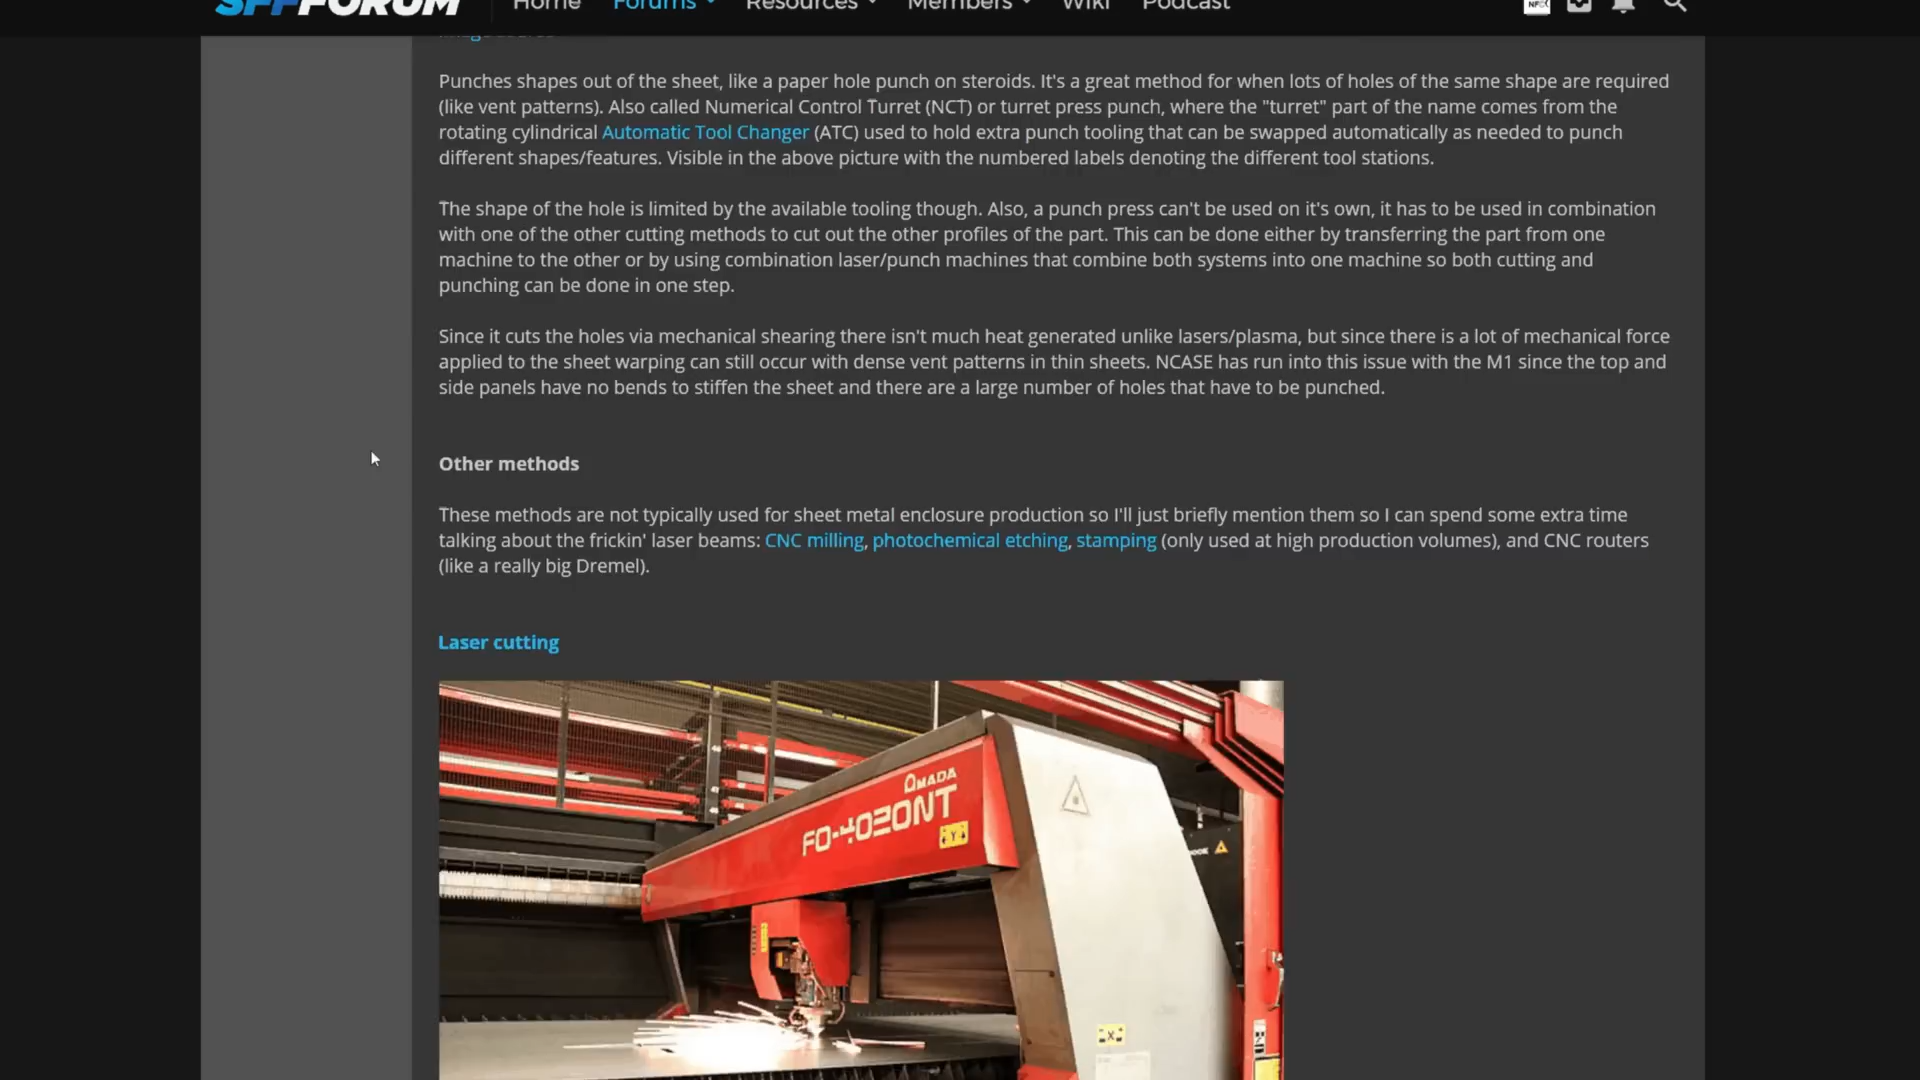 SFFFORUM
Home Forums Resources Members Wiki Podcast
Punches shapes out of the sheet, like a paper hole punch on steroids. It's a great method for when lots of holes of the same shape are required
(like vent patterns). Also called Numerical Control Turret (NCT) or turret press punch, where the "turret" part of the name comes from the
rotating cylindrical Automatic Tool Changer (ATC) used to hold extra punch tooling that can be swapped automatically as needed to punch
different shapes/features. Visible in the above picture with the numbered labels denoting the different tool stations.
The shape of the hole is limited by the available tooling though. Also, a punch press can't be used on it's own, it has to be used in combination
with one of the other cutting methods to cut out the other profiles of the part. This can be done either by transferring the part from one
machine to the other or by using combination laser/punch machines that combine both systems into one machine so both cutting and
punching can be done in one step.
Since it cuts the holes via mechanical shearing there isn't much heat generated unlike lasers/plasma, but since there is a lot of mechanical force
applied to the sheet warping can still occur with dense vent patterns in thin sheets. NCASE has run into this issue with the M1 since the top and
side panels have no bends to stiffen the sheet and there are a large number of holes that have to be punched.
Other methods
These methods are not typically used for sheet metal enclosure production so I'll just briefly mention them so I can spend some extra time
talking about the frickin' laser beams: CNC milling, photochemical etching, stamping (only used at high production volumes), and CNC routers
(like a really big Dremel).
Laser cutting
AMADA
FO-4020NT
Y
X